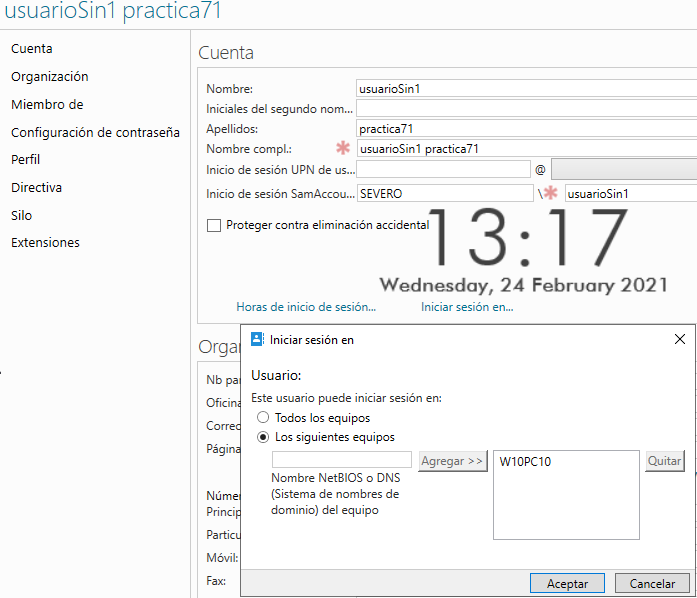 usuarioSin1 practica71
Cuenta
Organización
Miembro de
Configuración de contraseña
Perfil
Directiva
Silo
Extensiones
Cuenta
Nombre: usuarioSin1
Iniciales del segundo nom...
Apellidos: practica71
Nombre compl.: * usuarioSin1 practica71
Inicio de sesión UPN de us... @
Inicio de sesión SamAccou... SEVERO \* usuarioSin1
Proteger contra eliminación accidental
13:17
Wednesday, 24 February 2021
Horas de inicio de sesión... Iniciar sesión en...
Orga
Nb pa
Oficina
Correo
Página
Númer
Princip
Particu
Móvil:
Fax:
Iniciar sesión en
Usuario:
Este usuario puede iniciar sesión en:
Todos los equipos
Los siguientes equipos
Agregar >> W10PC10 Quitar
Nombre NetBIOS o DNS
(Sistema de nombres de
dominio) del equipo
Aceptar Cancelar